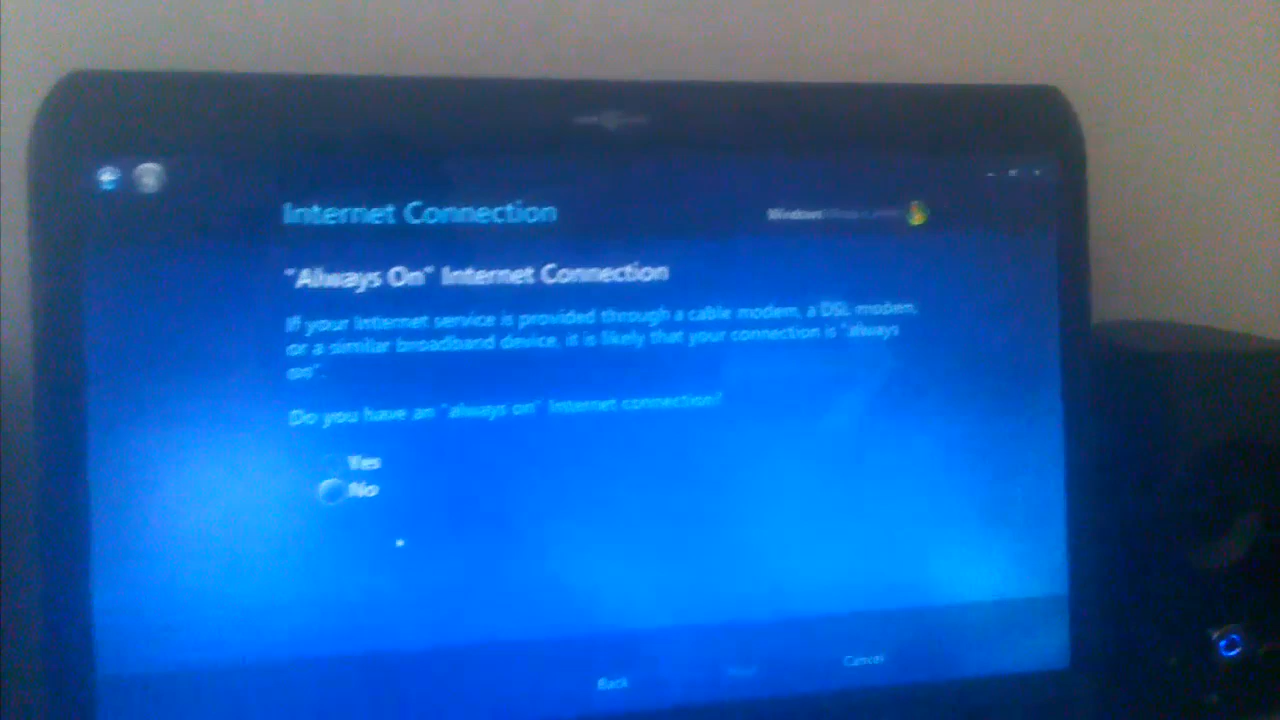 Internet Connection
Windows
"Always On" Internet Connection
If your Internet service is provided through a cable modem, a DSL modem,
or a similar broadband device, it is likely that your connection is "always
on".
Do you have an "always on" Internet connection?
Yes
No
Back
Cancel